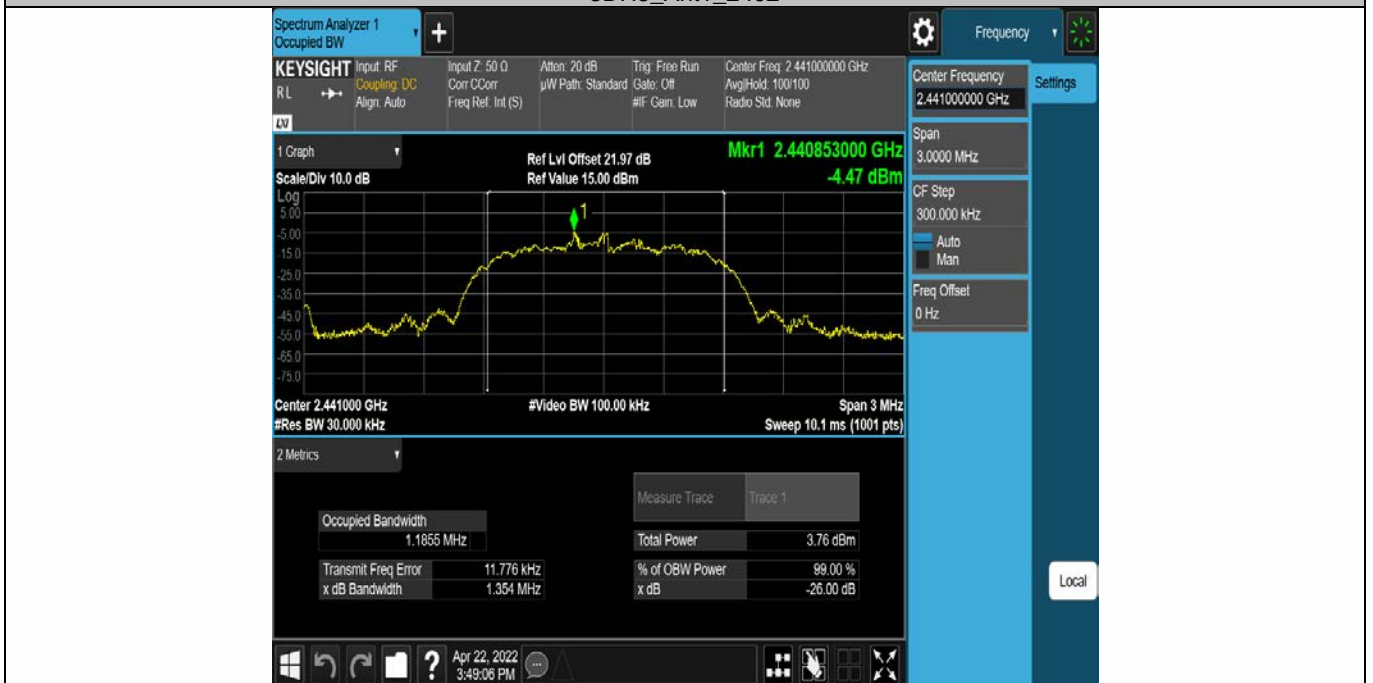 Spectrum Analyzer 1
Occupied BW
+
Frequency
KEYSIGHT
RL
LXI
Input: RF
Coupling: DC
Align: Auto
Input Z: 50 Ω
Corr CCorr
Freq Ref: Int (S)
Atten: 20 dB
µW Path: Standard
Trig: Free Run
Gate: Off
#IF Gain: Low
Center Freq: 2.441000000 GHz
Avg|Hold: 100/100
Radio Std: None
Center Frequency
2.441000000 GHz
Settings
Span
3.0000 MHz
CF Step
300.000 kHz
Auto
Man
Freq Offset
0 Hz
Local
1 Graph
Scale/Div 10.0 dB
Ref Lvl Offset 21.97 dB
Ref Value 15.00 dBm
Mkr1 2.440853000 GHz
-4.47 dBm
Log
5.00
-5.00
-15.0
-25.0
-35.0
-45.0
-55.0
-65.0
-75.0
1
Center 2.441000 GHz
#Video BW 100.00 kHz
Span 3 MHz
#Res BW 30.000 kHz
Sweep 10.1 ms (1001 pts)
2 Metrics
Measure Trace Trace 1
Occupied Bandwidth
1.1855 MHz
Total Power 3.76 dBm
Transmit Freq Error 11.776 kHz
% of OBW Power 99.00 %
x dB Bandwidth 1.354 MHz
x dB -26.00 dB
?
Apr 22, 2022
3:49:06 PM